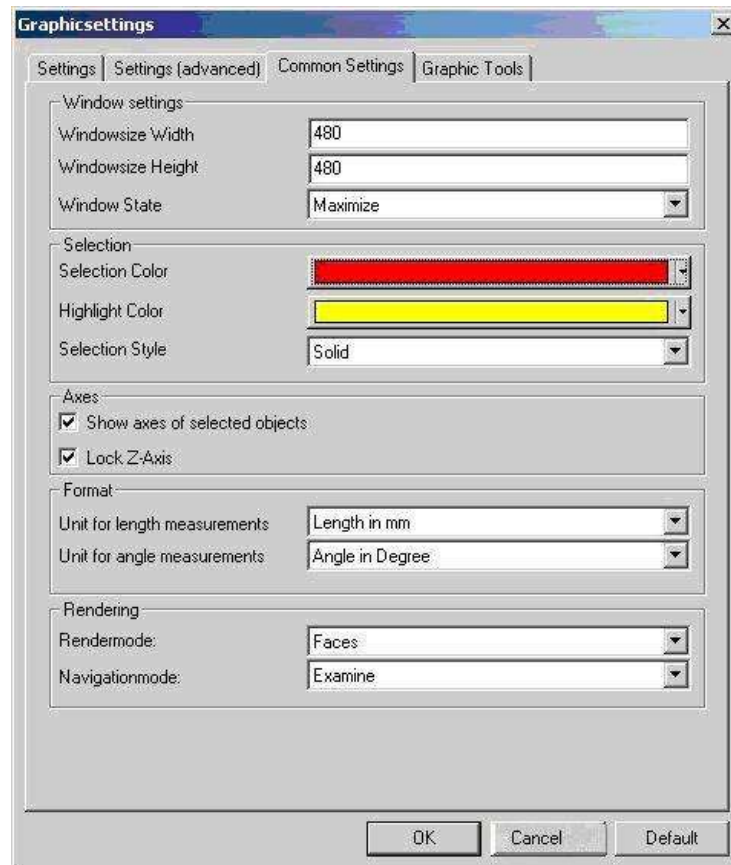 Graphicsettings
Settings Settings (advanced) Common Settings Graphic Tools
Window settings
Windowsize Width 480
Windowsize Height 480
Window State Maximize
Selection
Selection Color
Highlight Color
Selection Style Solid
Axes
Show axes of selected objects
Lock Z-Axis
Format
Unit for length measurements Length in mm
Unit for angle measurements Angle in Degree
Rendering
Rendermode: Faces
Navigationmode: Examine
OK Cancel Default